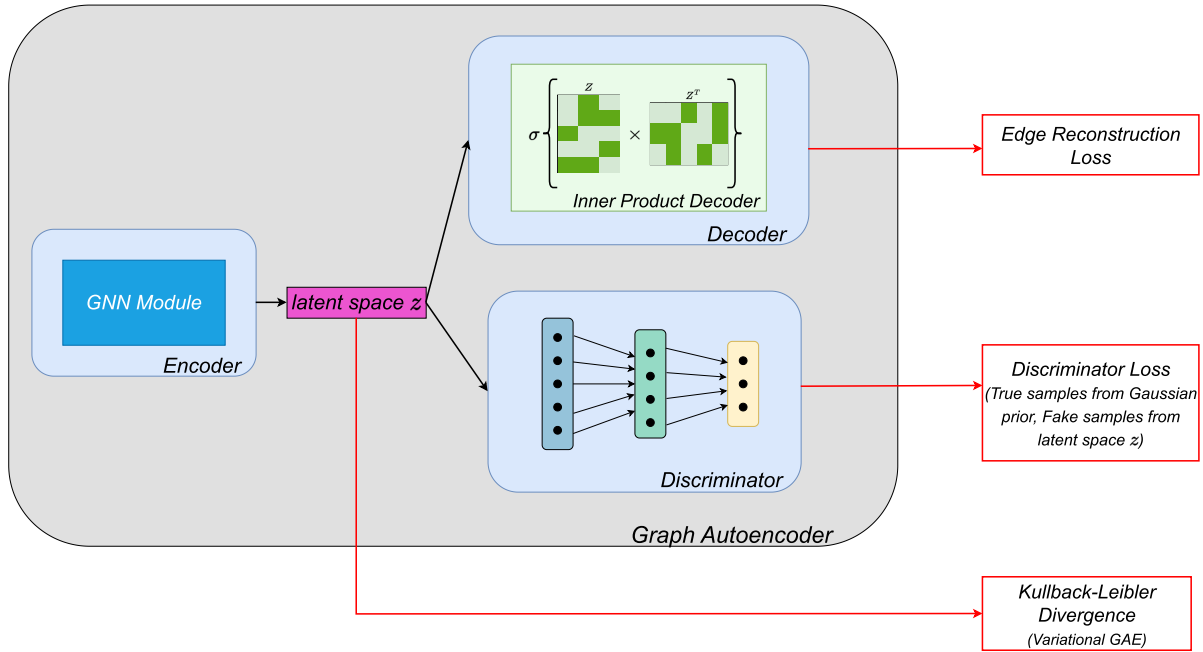 z
z^T
σ
×
Inner Product Decoder
Decoder
Edge Reconstruction
Loss
GNN Module
Encoder
latent space z
Discriminator
Discriminator Loss
(True samples from Gaussian
prior, Fake samples from
latent space z)
Graph Autoencoder
Kullback-Leibler
Divergence
(Variational GAE)